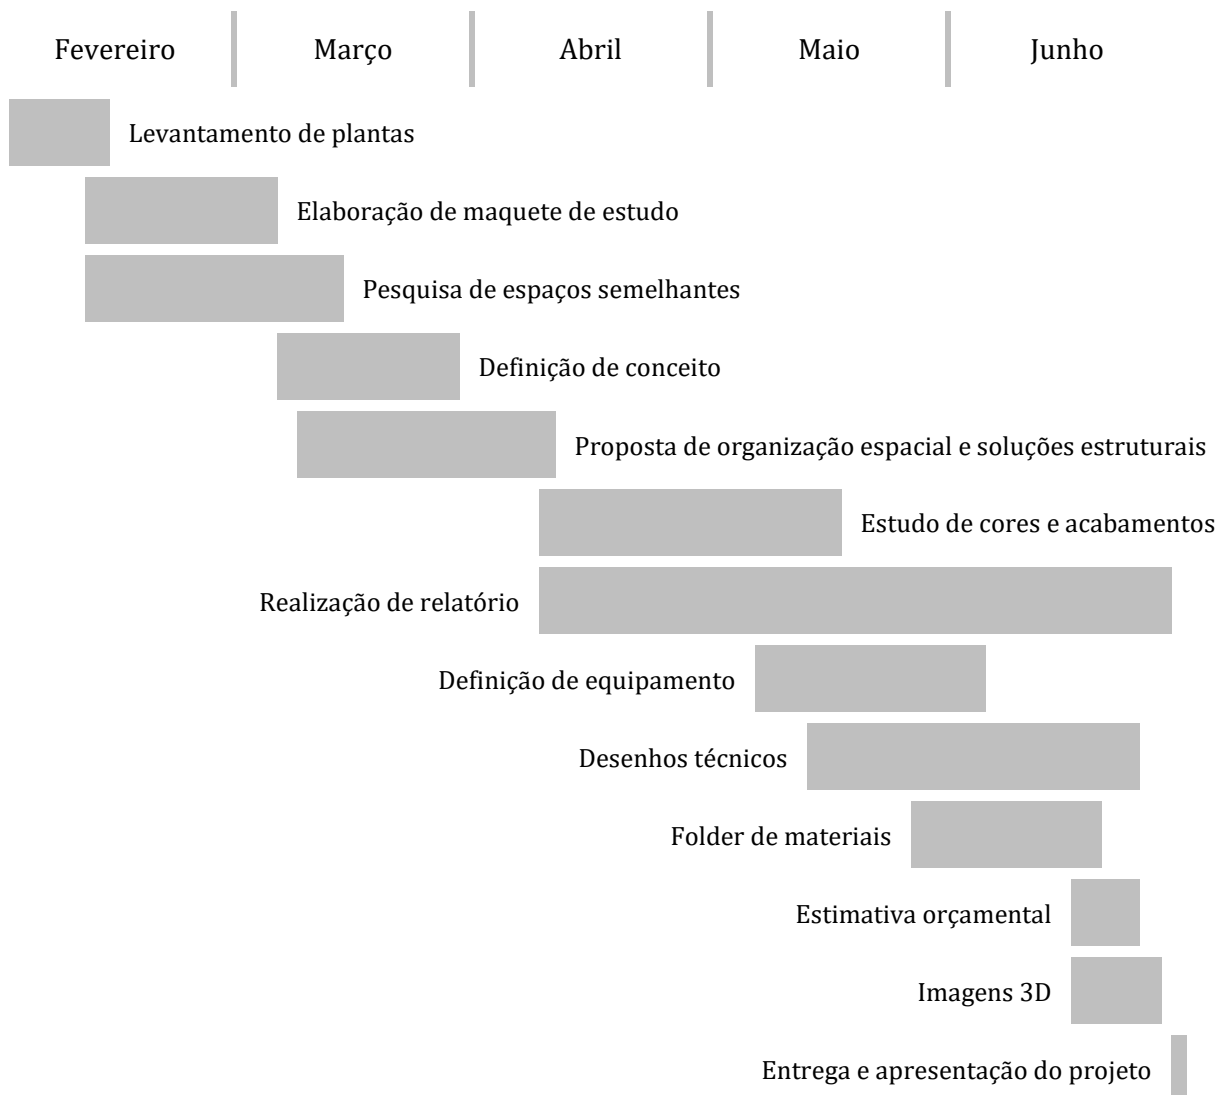 Fevereiro Março Abril Maio Junho
Levantamento de plantas
Elaboração de maquete de estudo
Pesquisa de espaços semelhantes
Definição de conceito
Proposta de organização espacial e soluções estruturais
Estudo de cores e acabamentos
Realização de relatório
Definição de equipamento
Desenhos técnicos
Folder de materiais
Estimativa orçamental
Imagens 3D
Entrega e apresentação do projeto